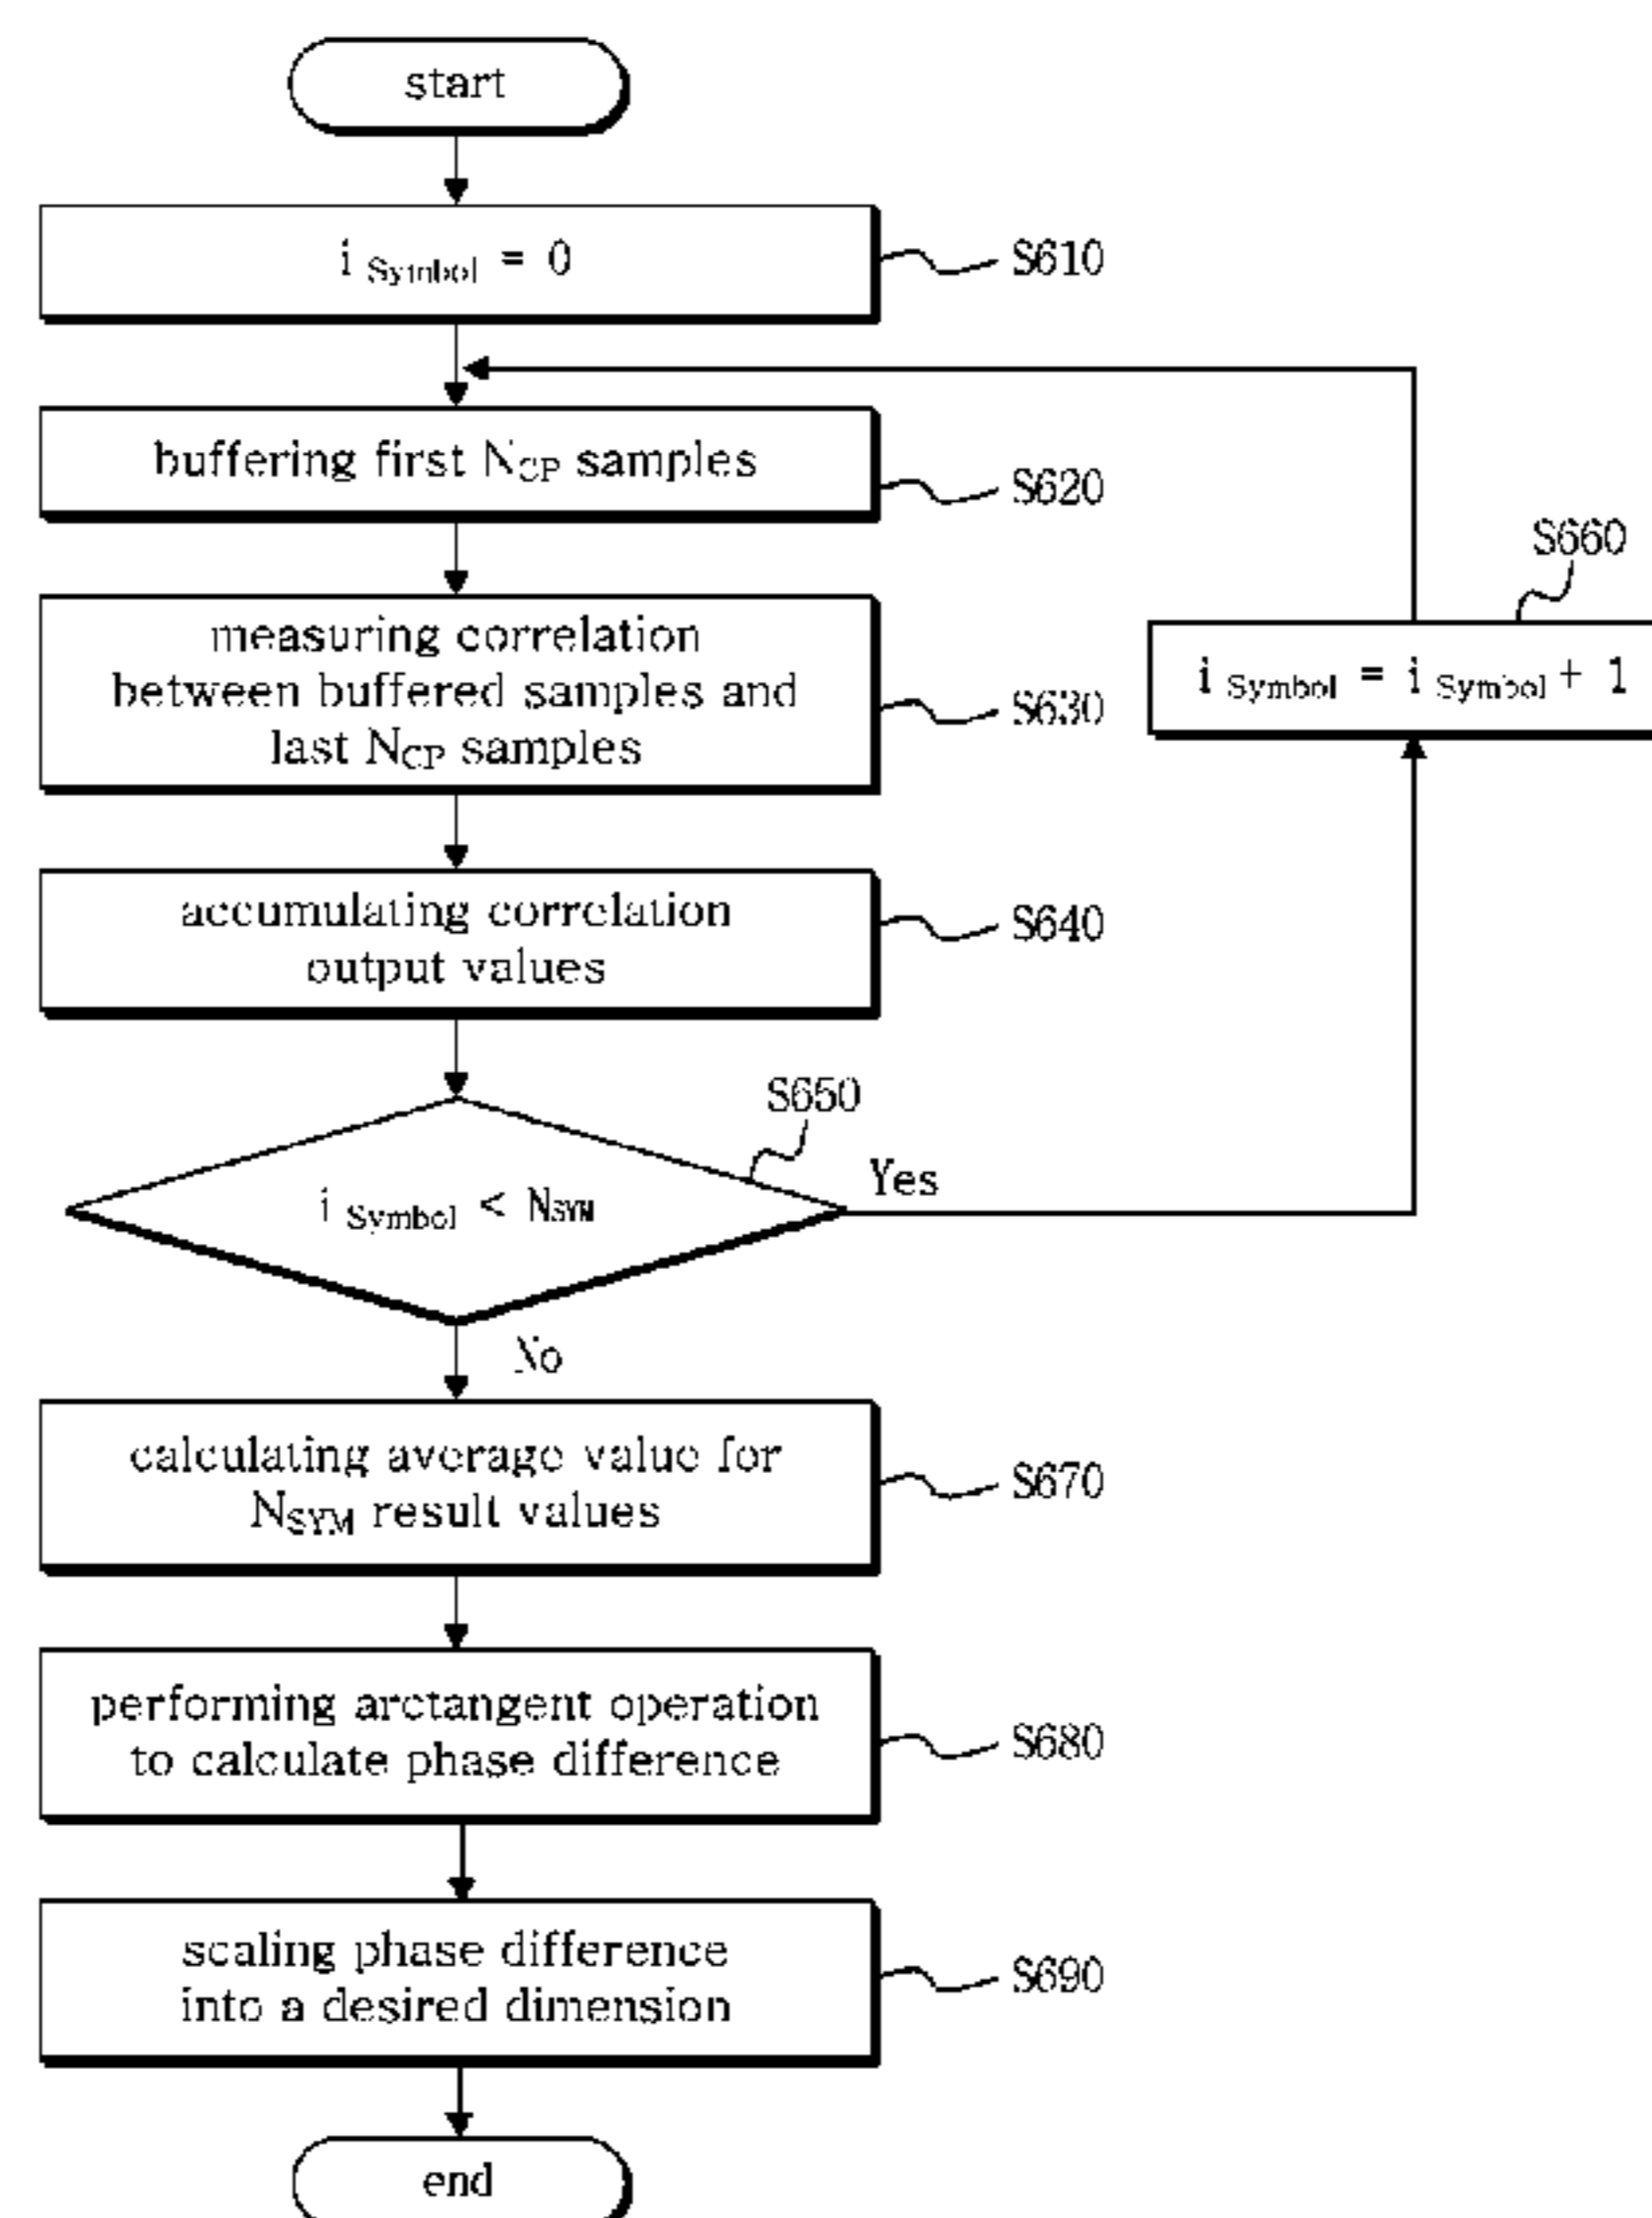 start
i Symbol = 0
S610
buffering first NCP samples
S620
measuring correlation
between buffered samples and
last NCP samples
S630
S660
i Symbol = i Symbol + 1
accumulating correlation
output values
S640
S650
i Symbol < NSYM
Yes
No
calculating average value for
NSYM result values
S670
performing arctangent operation
to calculate phase difference
S680
scaling phase difference
into a desired dimension
S690
end